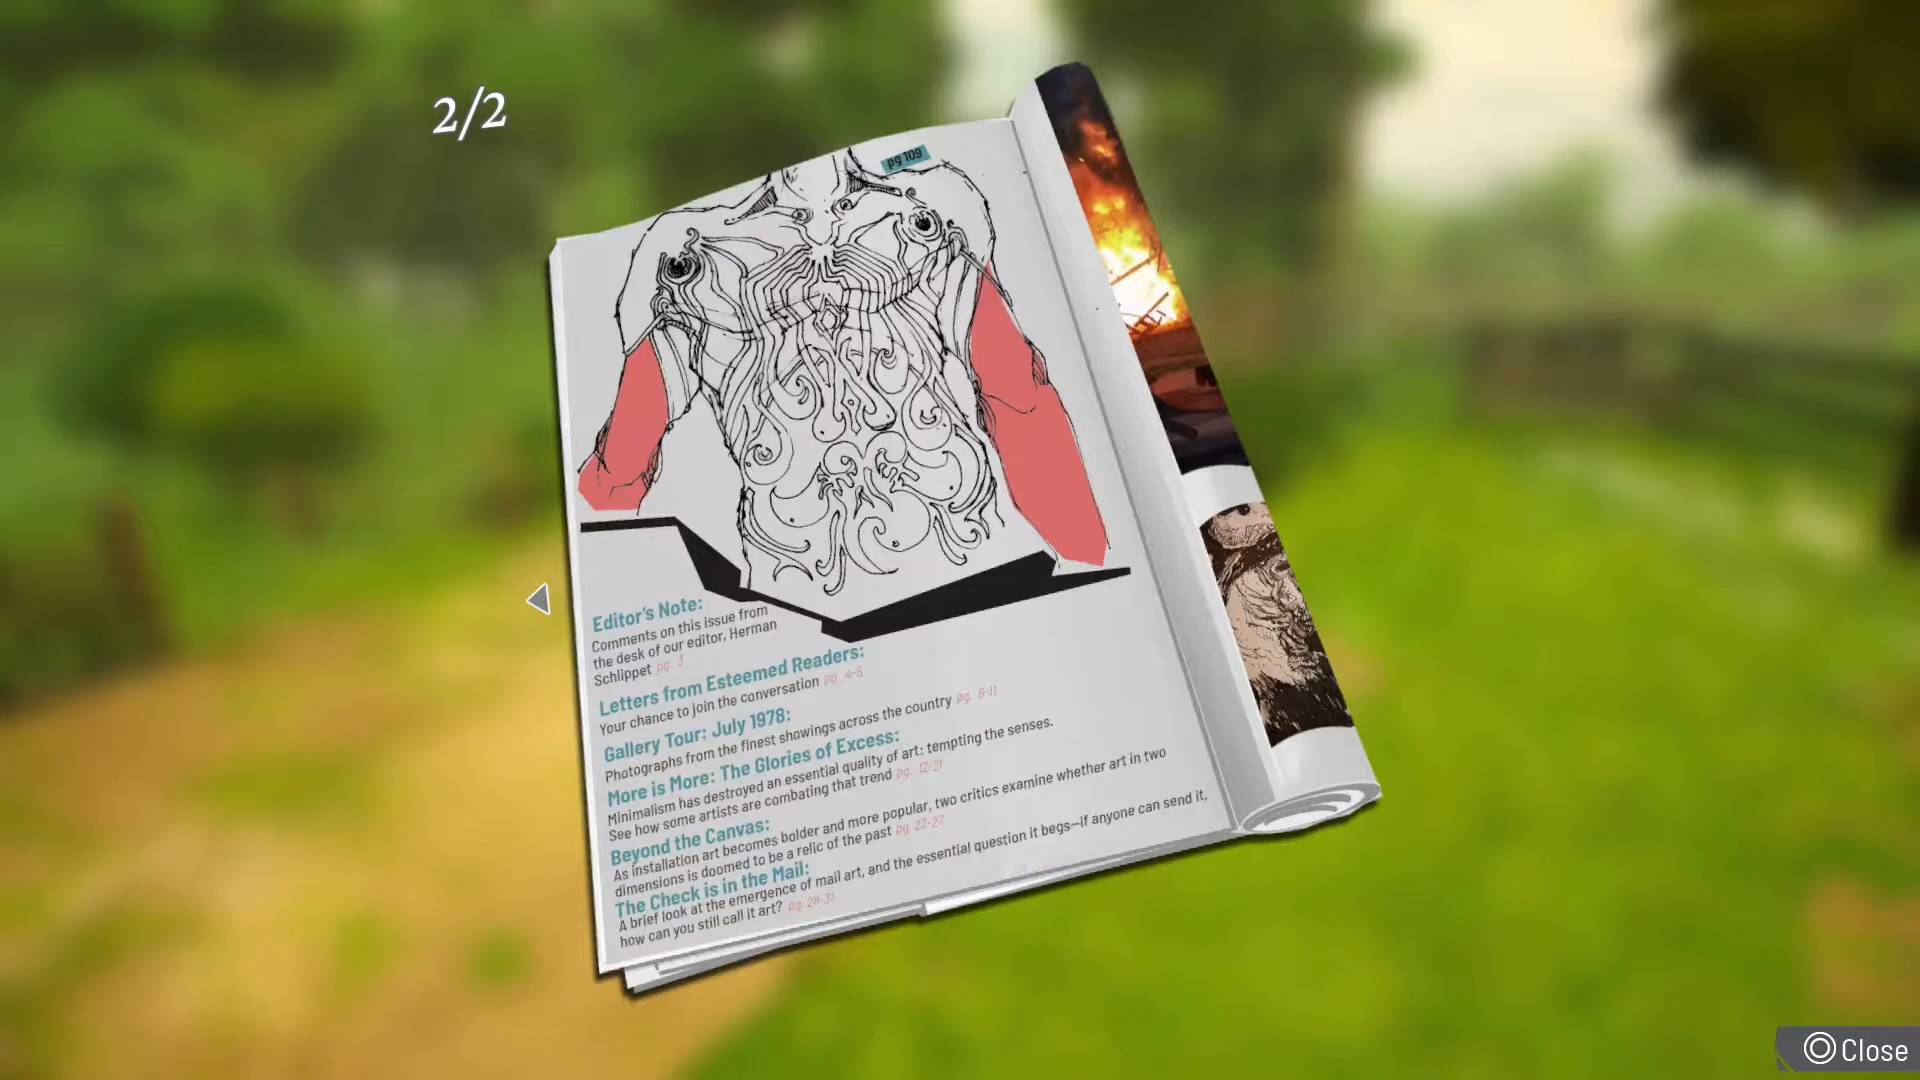 2/2
pg 109
Editor's Note:
Comments on this issue from
the desk of our editor, Herman
Schlippet pg. 3
Letters from Esteemed Readers:
Your chance to join the conversation pg. 4-5
Gallery Tour: July 1978:
Photographs from the finest showings across the country pg. 6-11
More is More: The Glories of Excess:
Minimalism has destroyed an essential quality of art: tempting the senses.
See how some artists are combating that trend pg. 12-21
Beyond the Canvas:
As installation art becomes bolder and more popular, two critics examine whether art in two
dimensions is doomed to be a relic of the past pg. 22-27
The Check is in the Mail:
A brief look at the emergence of mail art, and the essential question it begs—if anyone can send it,
how can you still call it art? pg. 28-31
Close